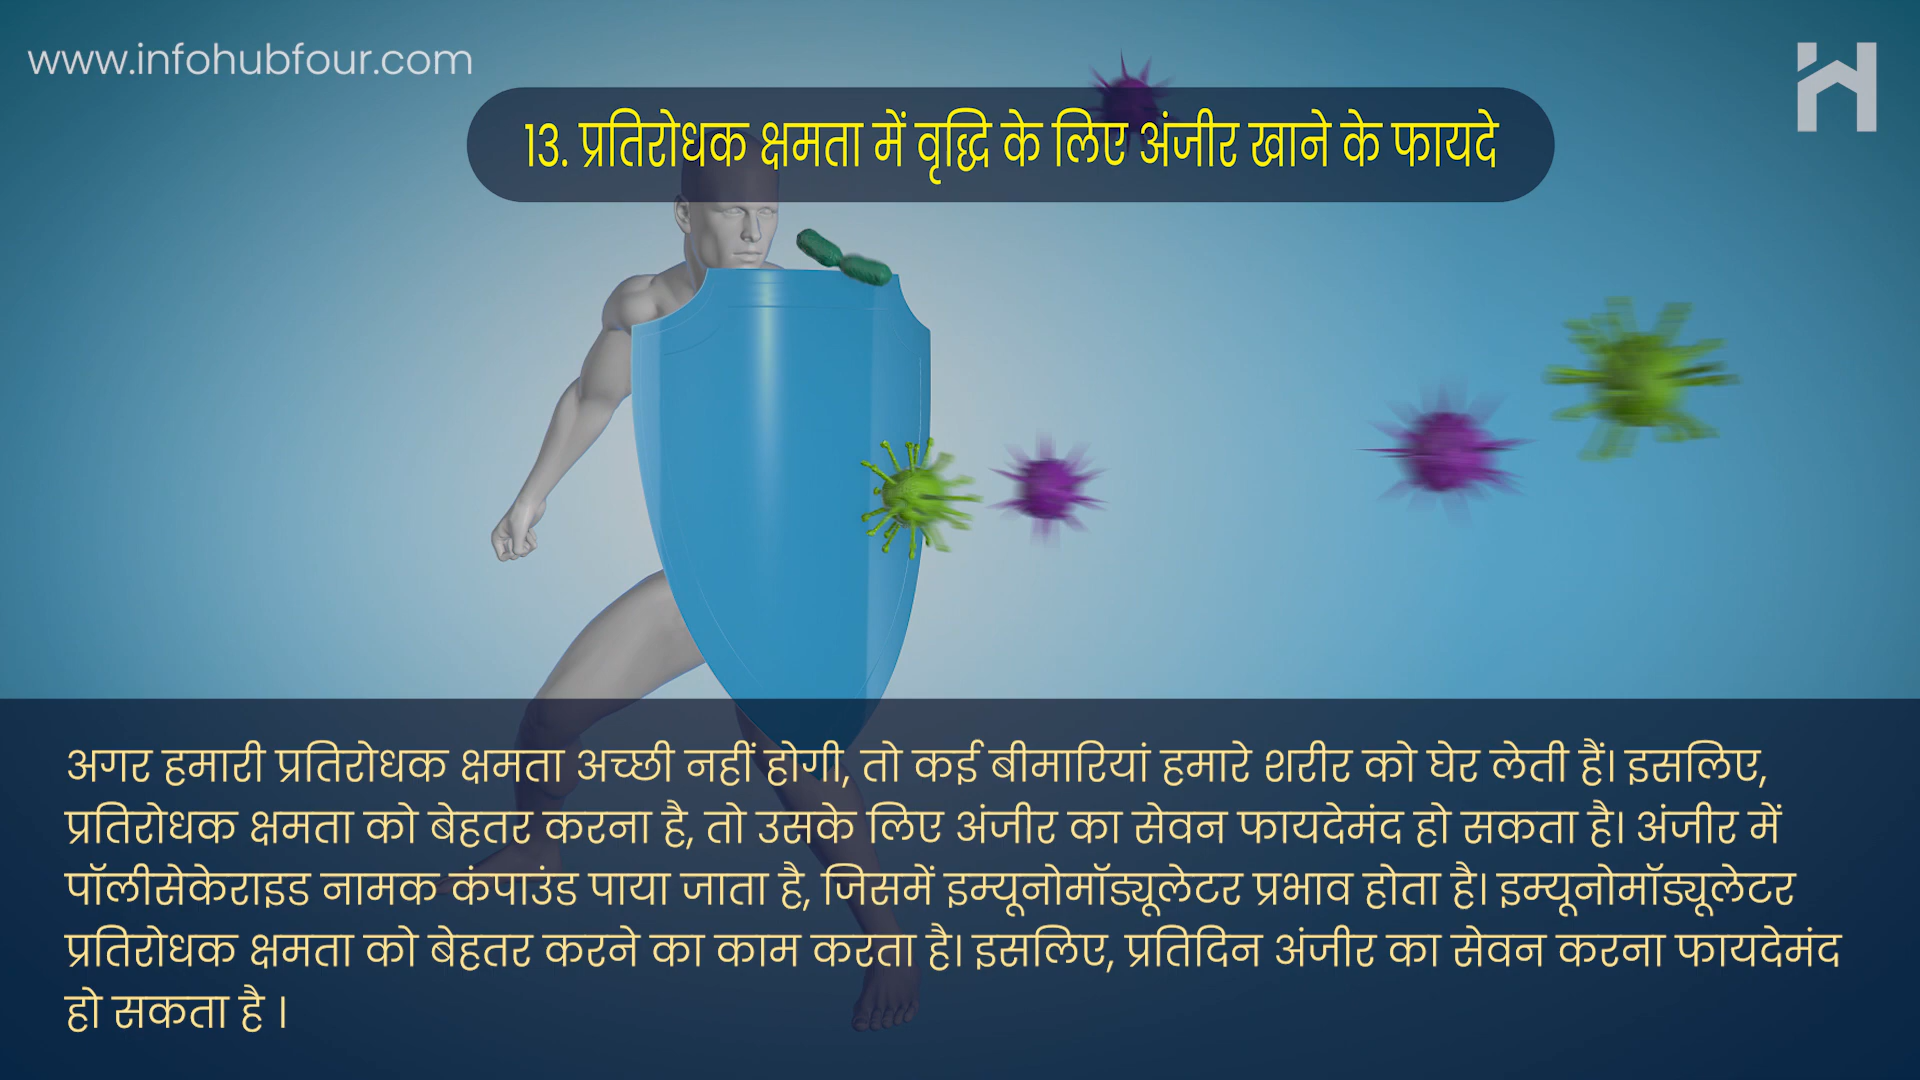 www.infohubfour.com
13. प्रतिरोधक क्षमता में वृद्धि के लिए अंजीर खाने के फायदे
अगर हमारी प्रतिरोधक क्षमता अच्छी नहीं होगी, तो कई बीमारियां हमारे शरीर को घेर लेती हैं। इसलिए,
प्रतिरोधक क्षमता को बेहतर करना है, तो उसके लिए अंजीर का सेवन फायदेमंद हो सकता है। अंजीर में
पॉलीसेकेराइड नामक कंपाउंड पाया जाता है, जिसमें इम्यूनोमॉड्यूलेटर प्रभाव होता है। इम्यूनोमॉड्यूलेटर
प्रतिरोधक क्षमता को बेहतर करने का काम करता है। इसलिए, प्रतिदिन अंजीर का सेवन करना फायदेमंद
हो सकता है ।